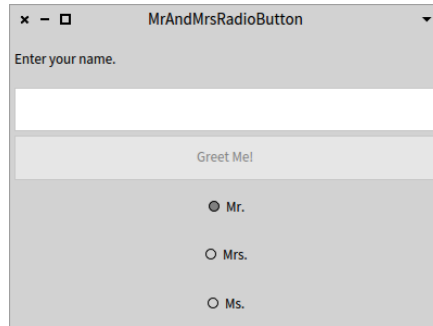 MrAndMrsRadioButton
Enter your name.
Greet Me!
Mr.
Mrs.
Ms.